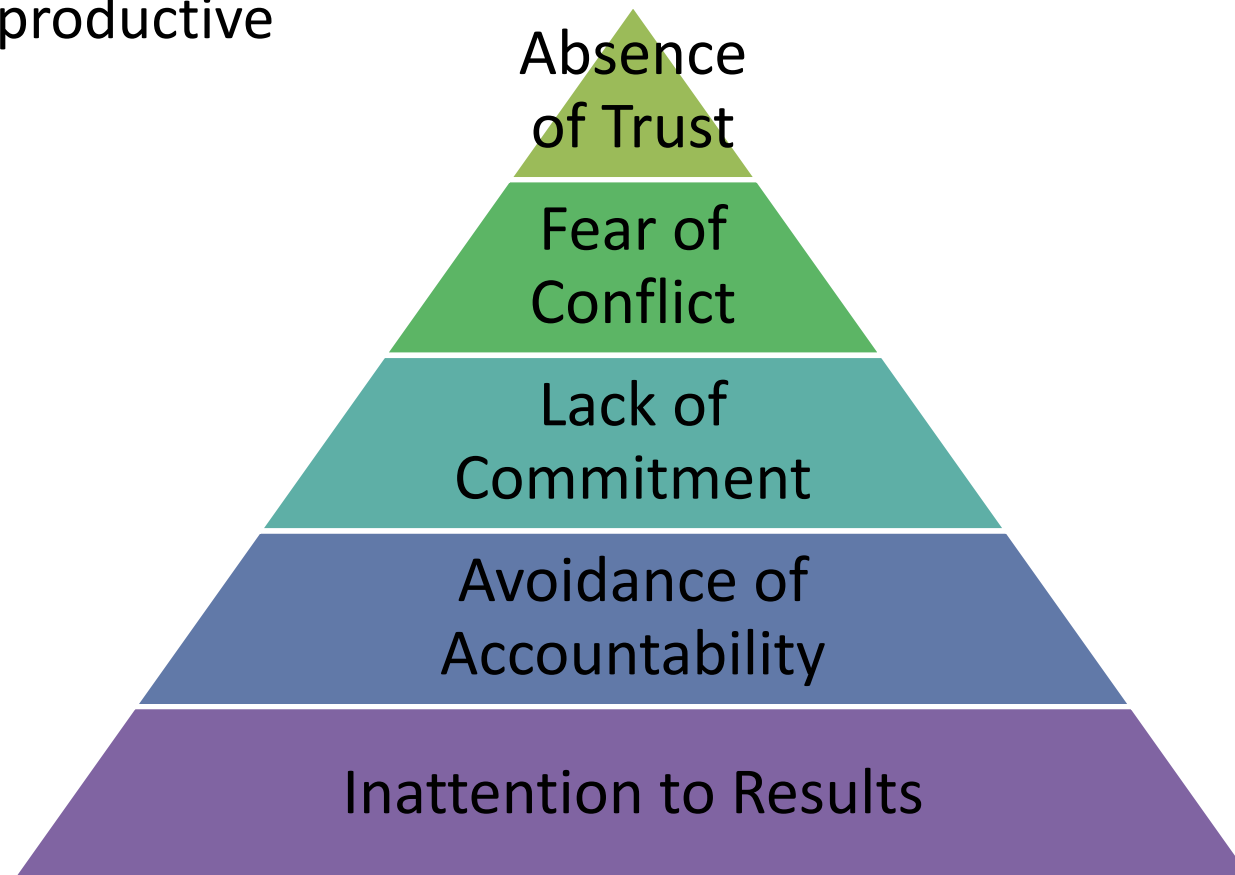 productive
Absence
of Trust
Fear of
Conflict
Lack of
Commitment
Avoidance of
Accountability
Inattention to Results